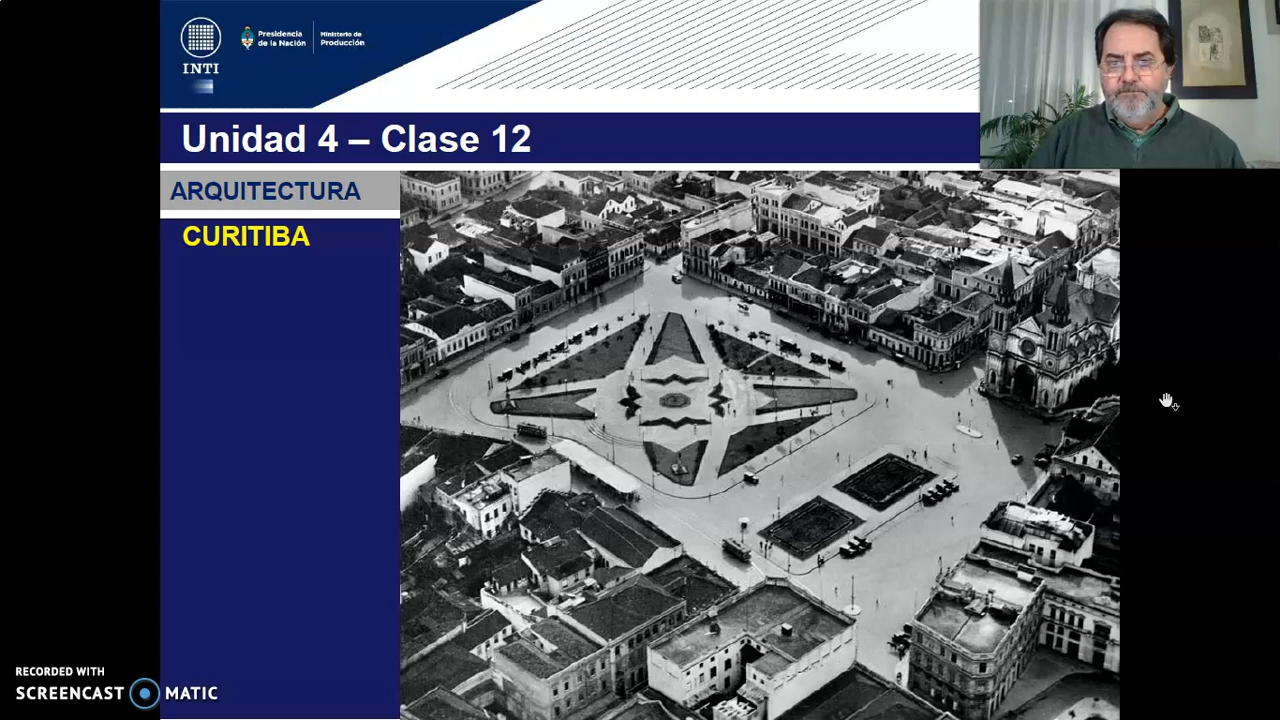 INTI
Presidencia
de la Nación
Ministerio de
Producción
Unidad 4 – Clase 12
ARQUITECTURA
CURITIBA
RECORDED WITH
SCREENCAST MATIC